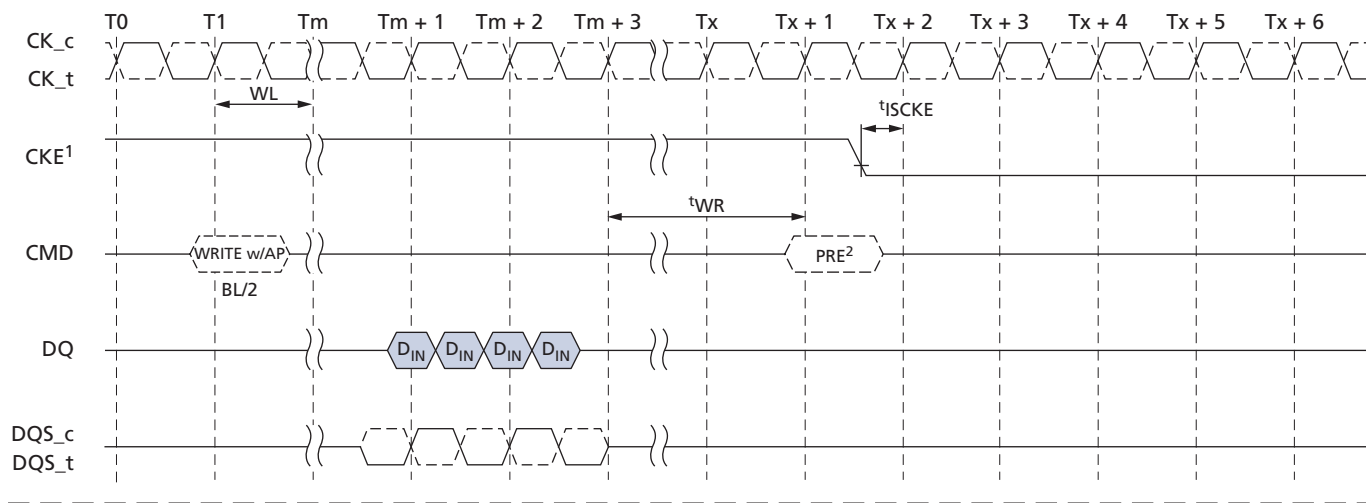 T0 T1 Tm Tm + 1 Tm + 2 Tm + 3 Tx Tx + 1 Tx + 2 Tx + 3 Tx + 4 Tx + 5 Tx + 6
CK_c
CK_t
WL
tISCKE
CKE1
tWR
CMD WRITE w/AP PRE2
BL/2
DQ DIN DIN DIN DIN
DQS_c
DQS_t